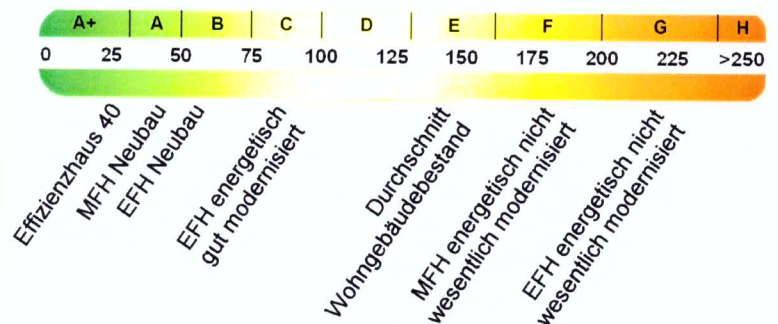 A+ A B C D E F G H
0 25 50 75 100 125 150 175 200 225 >250
Effizienzhaus 40
MFH Neubau
EFH Neubau
EFH energetisch
gut modernisiert
Durchschnitt
Wohngebäudebestand
MFH energetisch nicht
wesentlich modernisiert
EFH energetisch nicht
wesentlich modernisiert